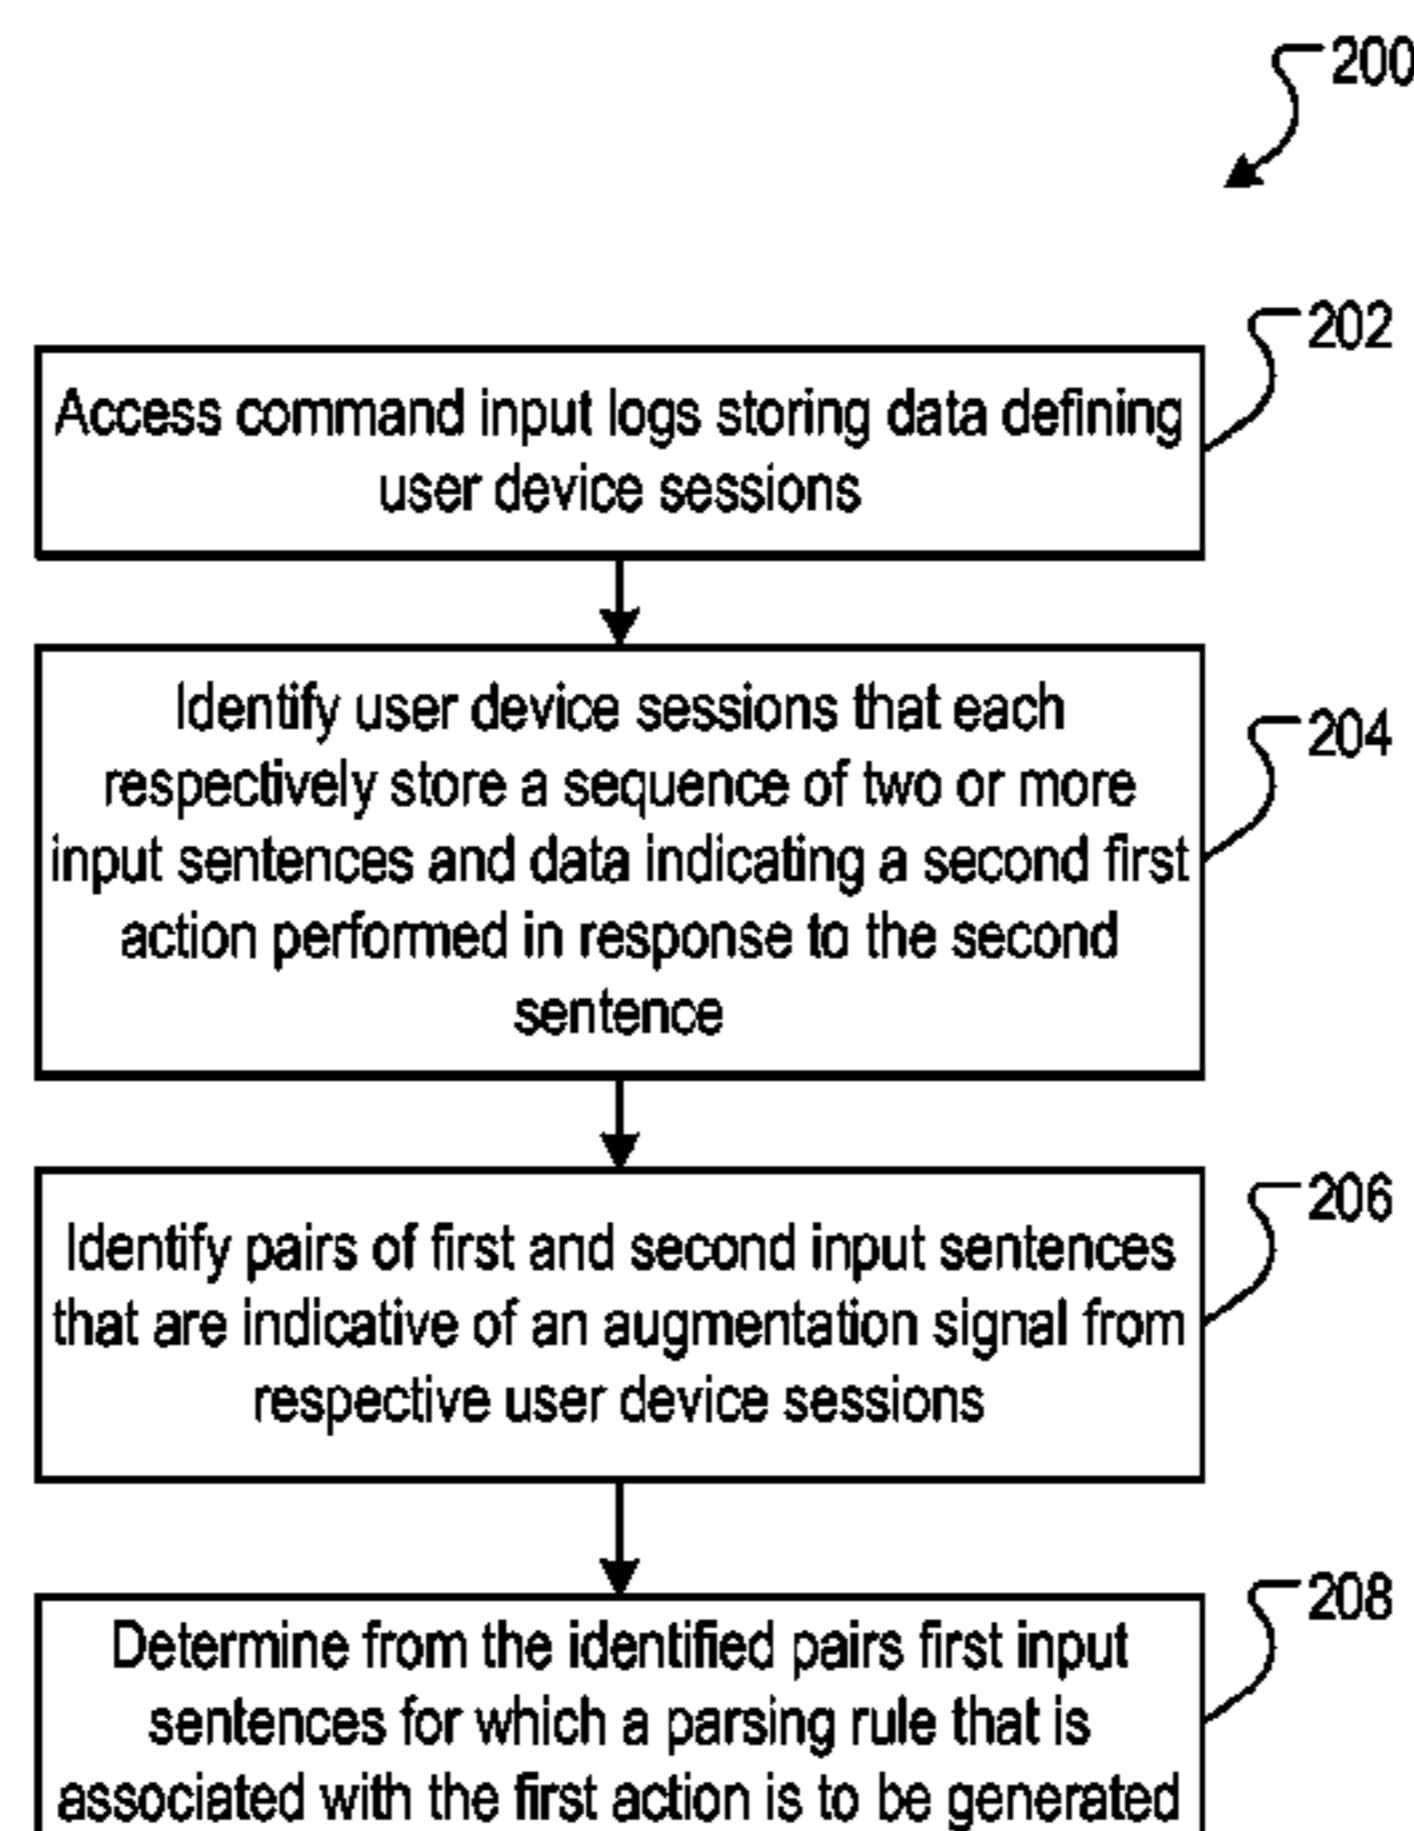 200
202
Access command input logs storing data defining
user device sessions
204
Identify user device sessions that each
respectively store a sequence of two or more
input sentences and data indicating a second first
action performed in response to the second
sentence
206
Identify pairs of first and second input sentences
that are indicative of an augmentation signal from
respective user device sessions
208
Determine from the identified pairs first input
sentences for which a parsing rule that is
associated with the first action is to be generated